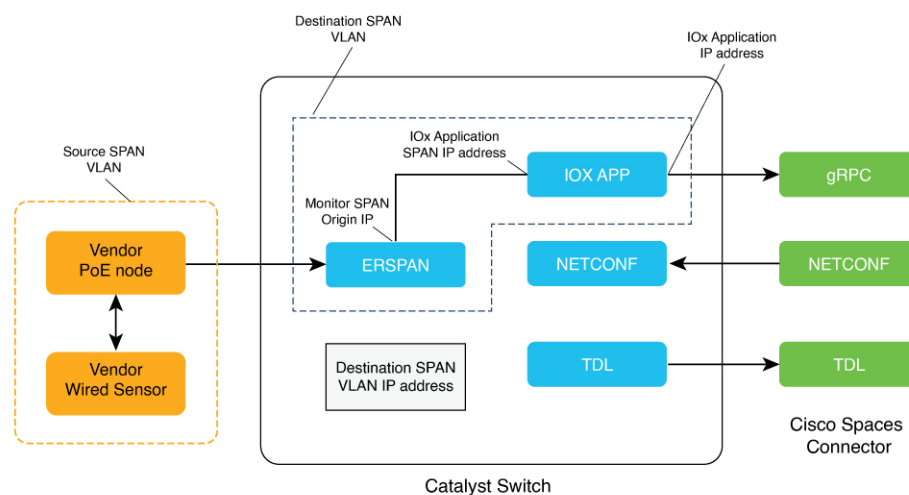 Destination SPAN
VLAN
IOx Application
IP address
Source SPAN
VLAN
IOx Application
SPAN IP address
IOX APP
gRPC
Monitor SPAN
Origin IP
Vendor
PoE node
ERSPAN
NETCONF
NETCONF
Vendor
Wired Sensor
Destination SPAN
VLAN IP address
TDL
TDL
Cisco Spaces
Connector
Catalyst Switch